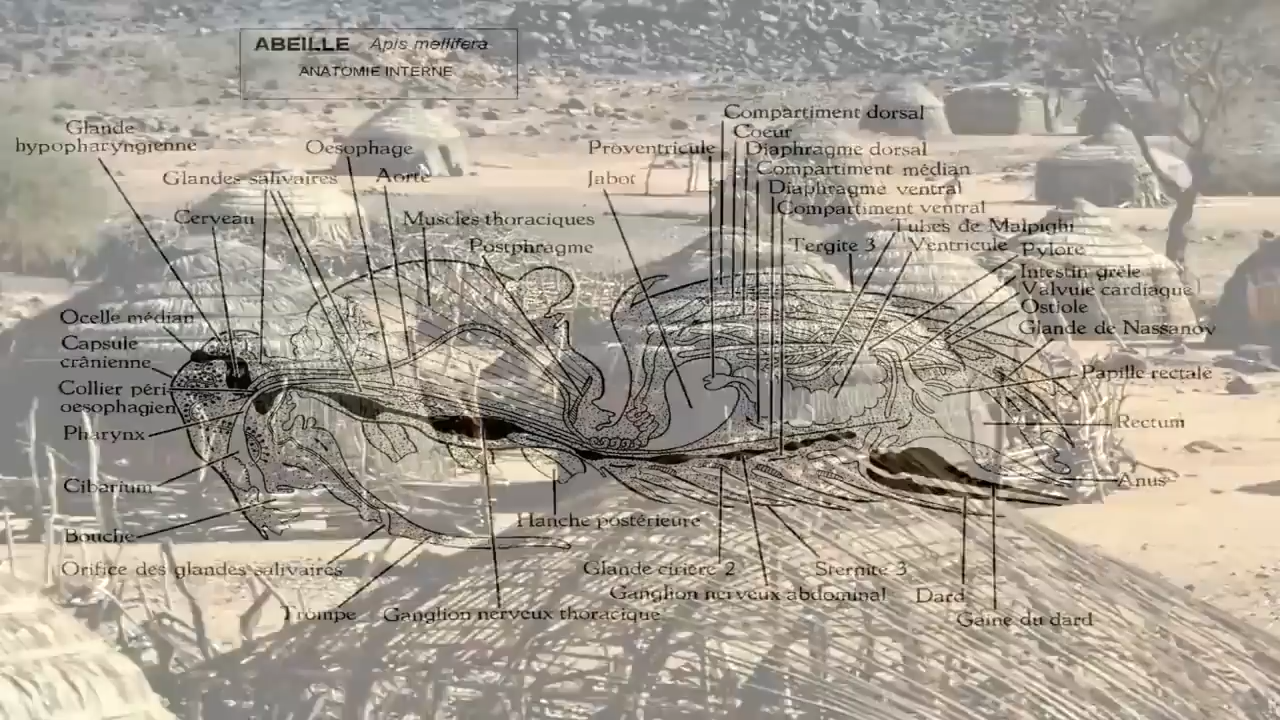 ABEILLE Apis mellifera
ANATOMIE INTERNE
Compartiment dorsal
Glande
hypopharyngienne
Coeur
Oesophage
Proventricule
Diaphragme dorsal
Glandes salivaires
Aorte
Jabot
Compartiment médian
Diaphragme ventral
Compartiment ventral
Cerveau
Muscles thoraciques
Tubes de Malpighi
Postphragme
Tergite 3
Ventricule
Pylore
Intestin grêle
Valvule cardiaque
Ostiole
Glande de Nassanov
Ocelle médian
Capsule
crânienne
Collier péri-
oesophagien
Papille rectale
Pharynx
Rectum
Cibarium
Anus
Bouche
Hanche postérieure
Orifice des glandes salivaires
Glande cirière 2
Sternite 3
Ganglion nerveux abdominal
Dard
Trompe
Ganglion nerveux thoracique
Gaine du dard